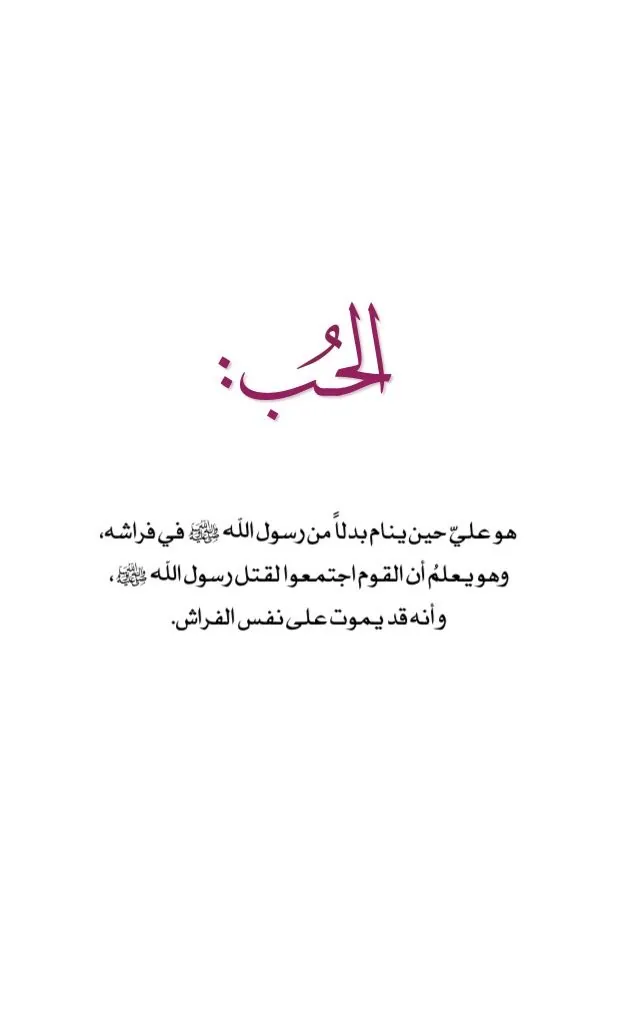 الحُب:
هو عليّ حين ينام بدلاً من رسول الله ﷺ في فراشه،
وهو يعلمُ أن القوم اجتمعوا لقتل رسول الله ﷺ،
وأنه قد يموت على نفس الفراش.